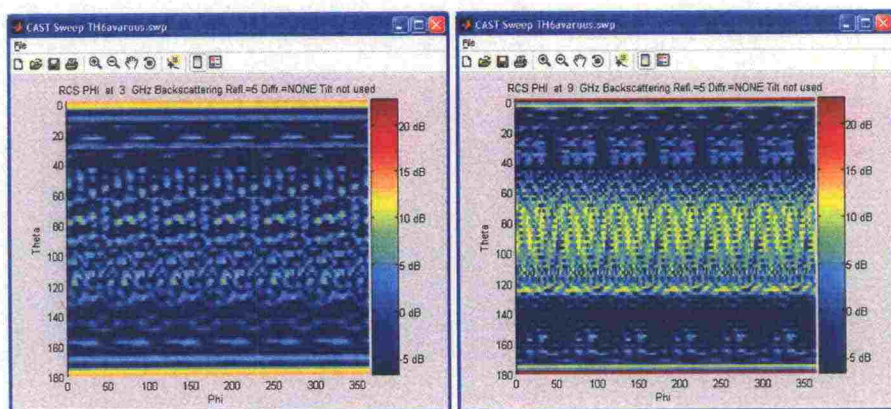 CAST Sweep TH6avarous.swp
File
RCS PHI at 3 GHz Backscattering Refl.=5 Diffr.=NONE Tilt not used
0
20
40
60
80
100
120
140
160
180
Theta
0 50 100 150 200 250 300 350
Phi
20 dB
15 dB
10 dB
5 dB
0 dB
-5 dB
CAST Sweep TH6avarous.swp
File
RCS PHI at 9 GHz Backscattering Refl.=5 Diffr.=NONE Tilt not used
0
20
40
60
80
100
120
140
160
180
Theta
0 50 100 150 200 250 300 350
Phi
20 dB
15 dB
10 dB
5 dB
0 dB
-5 dB